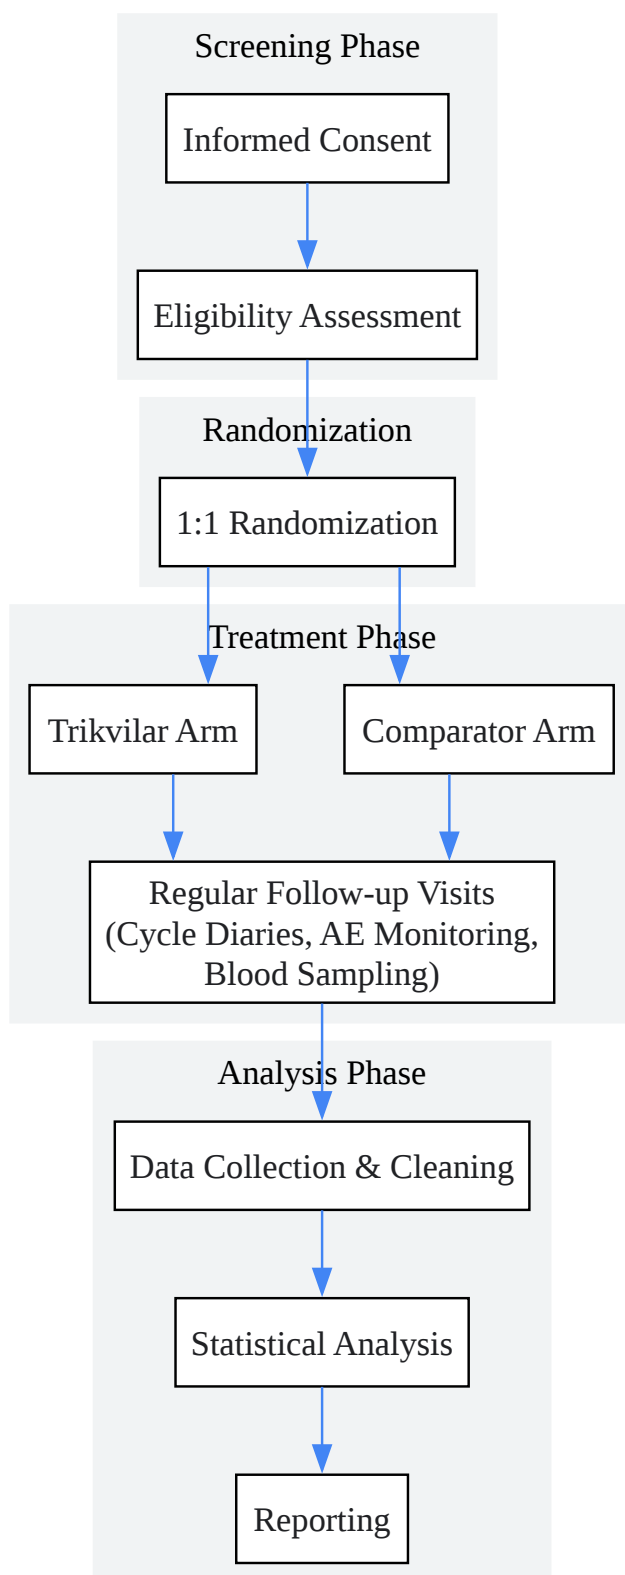 Screening Phase
Informed Consent
Eligibility Assessment
Randomization
1:1 Randomization
Treatment Phase
Trikvilar Arm
Comparator Arm
Regular Follow-up Visits
(Cycle Diaries, AE Monitoring,
Blood Sampling)
Analysis Phase
Data Collection & Cleaning
Statistical Analysis
Reporting